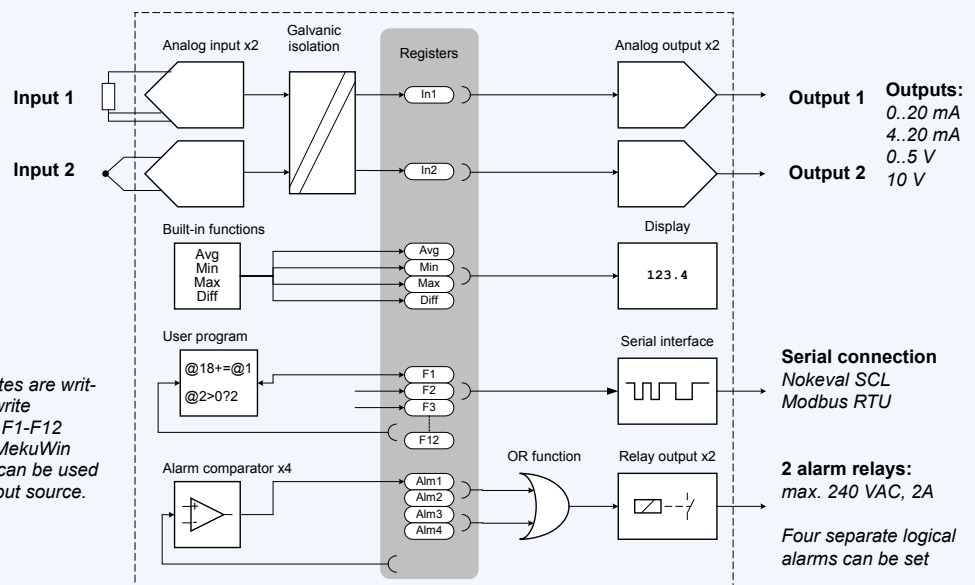 Analog input x2
Galvanic
isolation
Registers
Analog output x2
Input 1
In1
Output 1
Outputs:
0..20 mA
4..20 mA
0..5 V
10 V
Input 2
In2
Output 2
Built-in functions
Avg
Min
Max
Diff
Avg
Min
Max
Diff
Display
123.4
User program
@18+=@1
@2>0?2
F1
F2
F3
F12
Serial interface
Serial connection
Nokeval SCL
Modbus RTU
tes are writ-
write
F1-F12
MekuWin
can be used
put source.
Alarm comparator x4
Alm1
Alm2
Alm3
Alm4
OR function
Relay output x2
2 alarm relays:
max. 240 VAC, 2A
Four separate logical
alarms can be set